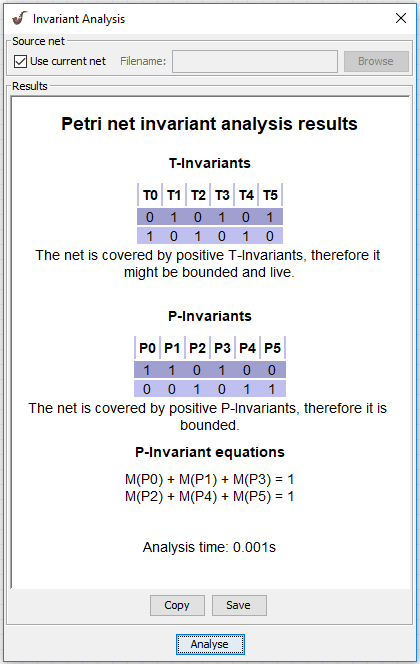 Invariant Analysis
Source net
Use current net Filename: Browse
Results
Petri net invariant analysis results
T-Invariants
T0 T1 T2 T3 T4 T5
0 1 0 1 0 1
1 0 1 0 1 0
The net is covered by positive T-Invariants, therefore it
might be bounded and live.
P-Invariants
P0 P1 P2 P3 P4 P5
1 1 0 1 0 0
0 0 1 0 1 1
The net is covered by positive P-Invariants, therefore it is
bounded.
P-Invariant equations
M(P0) + M(P1) + M(P3) = 1
M(P2) + M(P4) + M(P5) = 1
Analysis time: 0.001s
Copy Save
Analyse